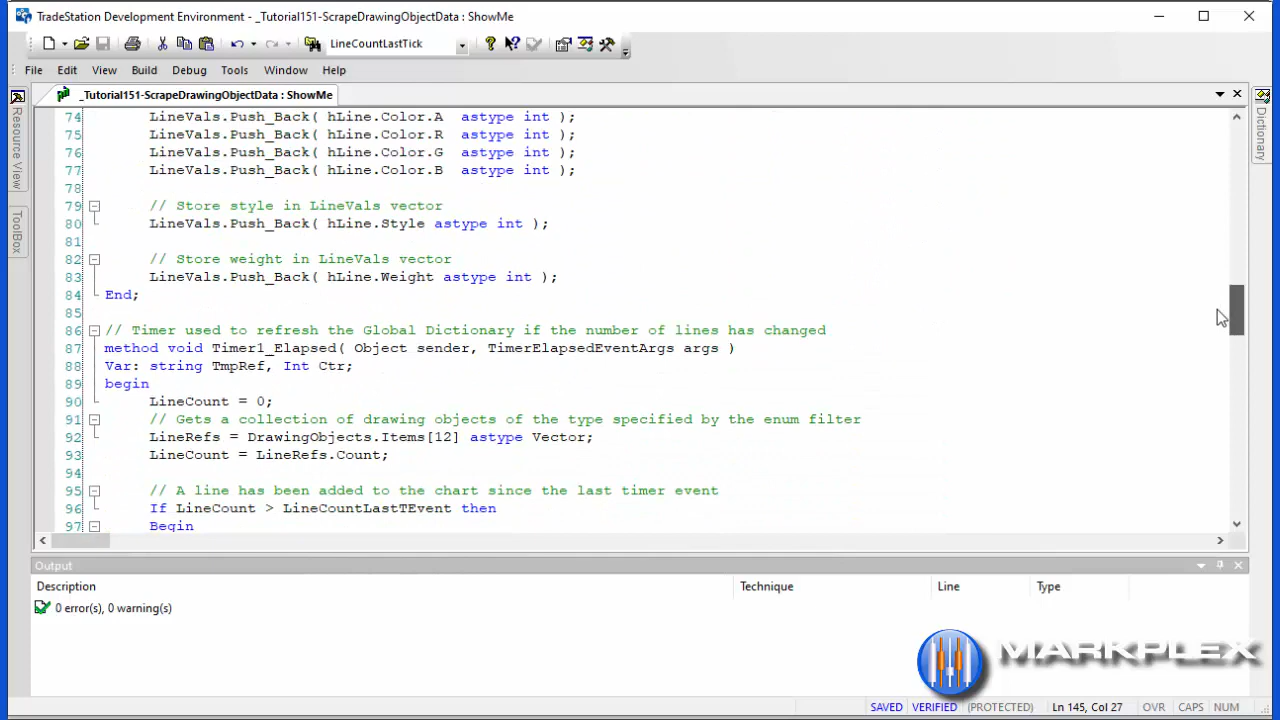 TradeStation Development Environment - _Tutorial151-ScrapeDrawingObjectData : ShowMe
LineCountLastTick
File Edit View Build Debug Tools Window Help
_Tutorial151-ScrapeDrawingObjectData : ShowMe
Resource View
ToolBox
Dictionary
74 LineVals.Push_Back( hLine.Color.A astype int );
75 LineVals.Push_Back( hLine.Color.R astype int );
76 LineVals.Push_Back( hLine.Color.G astype int );
77 LineVals.Push_Back( hLine.Color.B astype int );
78
79 // Store style in LineVals vector
80 LineVals.Push_Back( hLine.Style astype int );
81
82 // Store weight in LineVals vector
83 LineVals.Push_Back( hLine.Weight astype int );
84 End;
85
86 // Timer used to refresh the Global Dictionary if the number of lines has changed
87 method void Timer1_Elapsed( Object sender, TimerElapsedEventArgs args )
88 Var: string TmpRef, Int Ctr;
89 begin
90 LineCount = 0;
91 // Gets a collection of drawing objects of the type specified by the enum filter
92 LineRefs = DrawingObjects.Items[12] astype Vector;
93 LineCount = LineRefs.Count;
94
95 // A line has been added to the chart since the last timer event
96 If LineCount > LineCountLastTEvent then
97 Begin
Output
Description Technique Line Type
0 error(s), 0 warning(s)
MARKPLEX
SAVED VERIFIED (PROTECTED) Ln 145, Col 27 OVR CAPS NUM